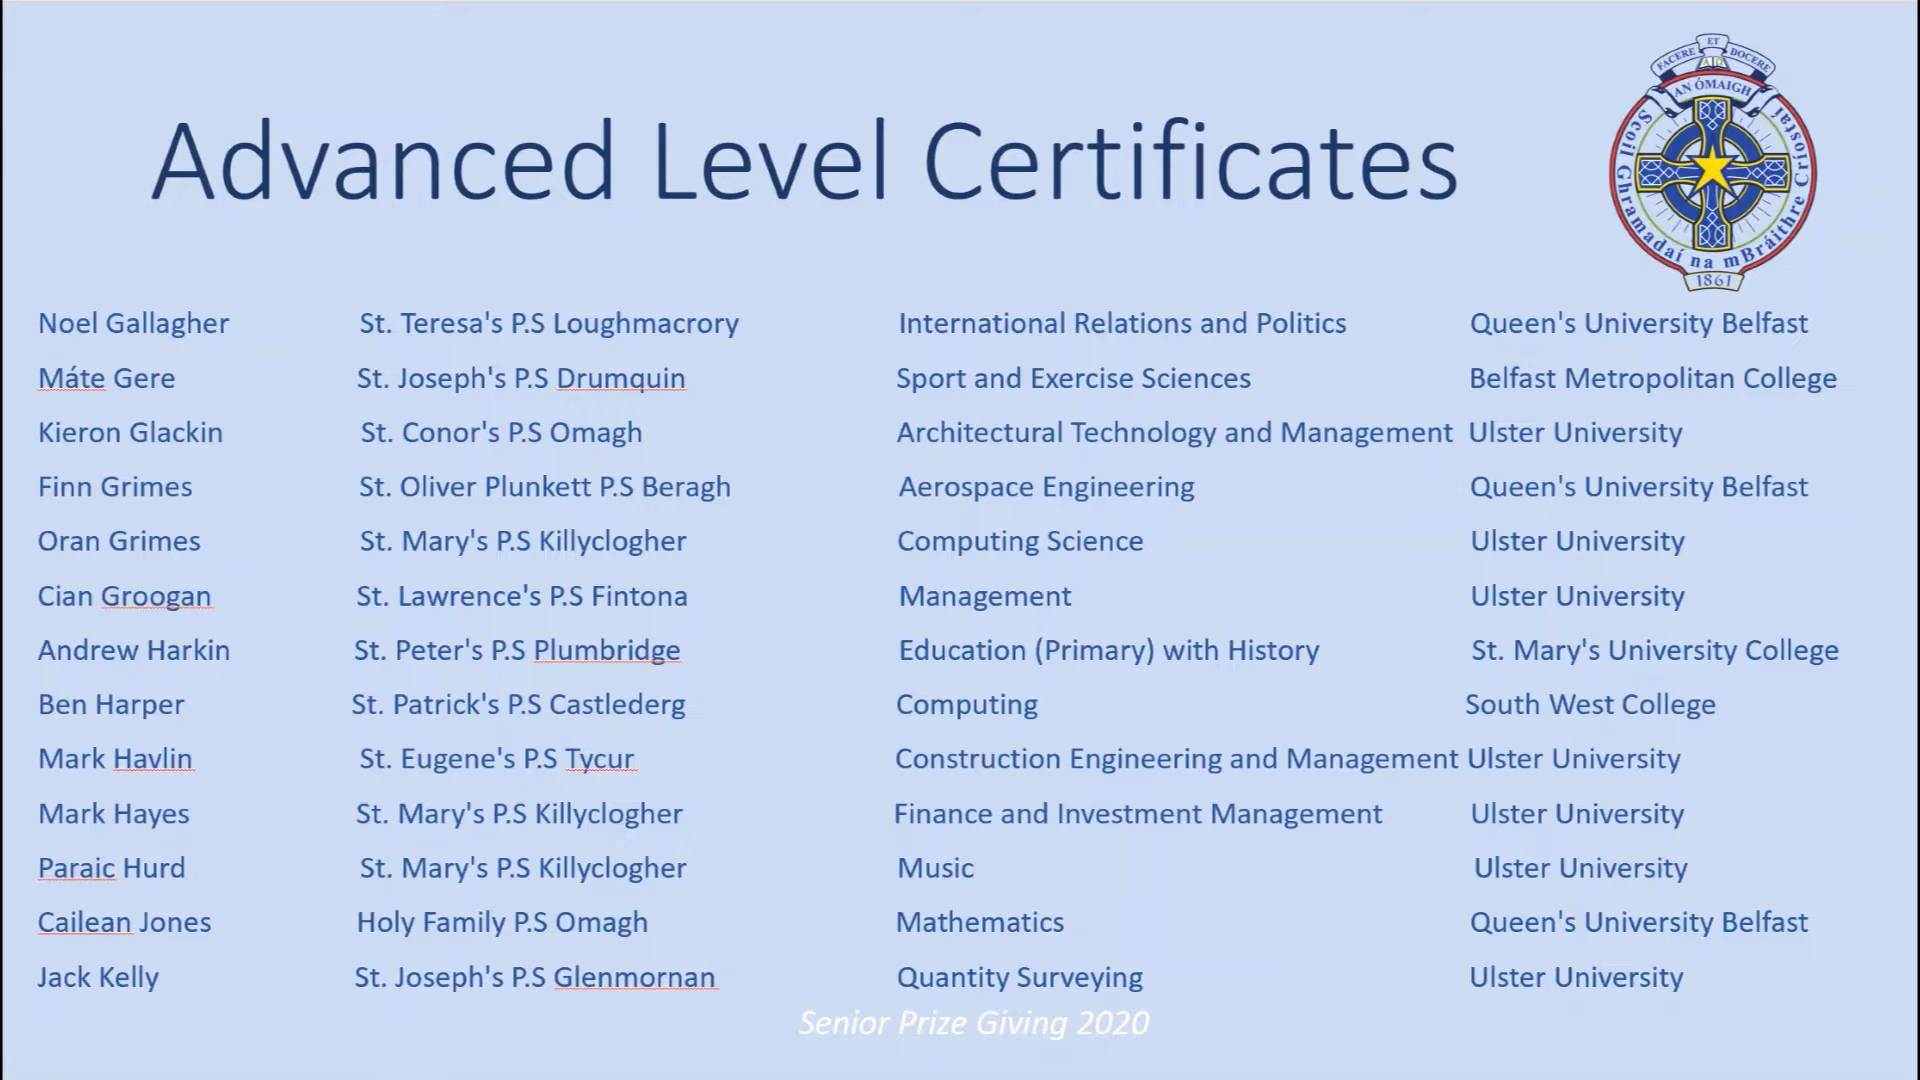 FACERE ET DOCERE
AN ÓMAIGH
Scoil Ghramadaí na mBráithre Críostaí
1861
Advanced Level Certificates
Noel Gallagher St. Teresa's P.S Loughmacrory International Relations and Politics Queen's University Belfast
Máte Gere St. Joseph's P.S Drumquin Sport and Exercise Sciences Belfast Metropolitan College
Kieron Glackin St. Conor's P.S Omagh Architectural Technology and Management Ulster University
Finn Grimes St. Oliver Plunkett P.S Beragh Aerospace Engineering Queen's University Belfast
Oran Grimes St. Mary's P.S Killyclogher Computing Science Ulster University
Cian Groogan St. Lawrence's P.S Fintona Management Ulster University
Andrew Harkin St. Peter's P.S Plumbridge Education (Primary) with History St. Mary's University College
Ben Harper St. Patrick's P.S Castlederg Computing South West College
Mark Havlin St. Eugene's P.S Tycur Construction Engineering and Management Ulster University
Mark Hayes St. Mary's P.S Killyclogher Finance and Investment Management Ulster University
Paraic Hurd St. Mary's P.S Killyclogher Music Ulster University
Cailean Jones Holy Family P.S Omagh Mathematics Queen's University Belfast
Jack Kelly St. Joseph's P.S Glenmornan Quantity Surveying Ulster University
Senior Prize Giving 2020